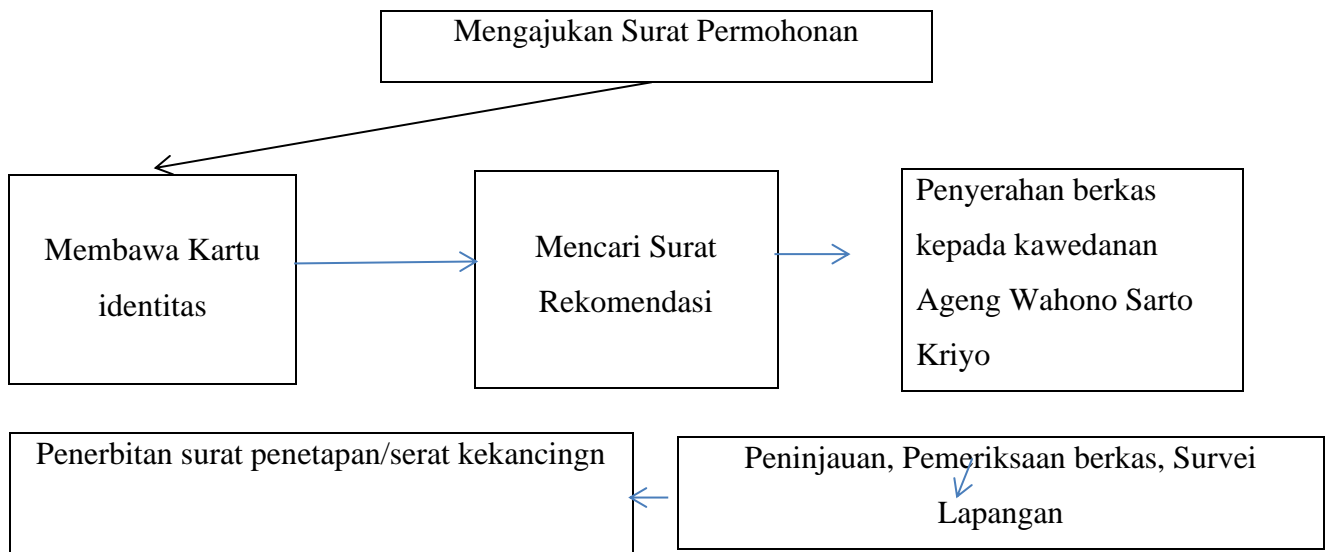 Mengajukan Surat Permohonan
Membawa Kartu
identitas
Mencari Surat
Rekomendasi
Penyerahan berkas
kepada kawedanan
Ageng Wahono Sarto
Kriyo
Peninjauan, Pemeriksaan berkas, Survei
Lapangan
Penerbitan surat penetapan/serat kekancingn